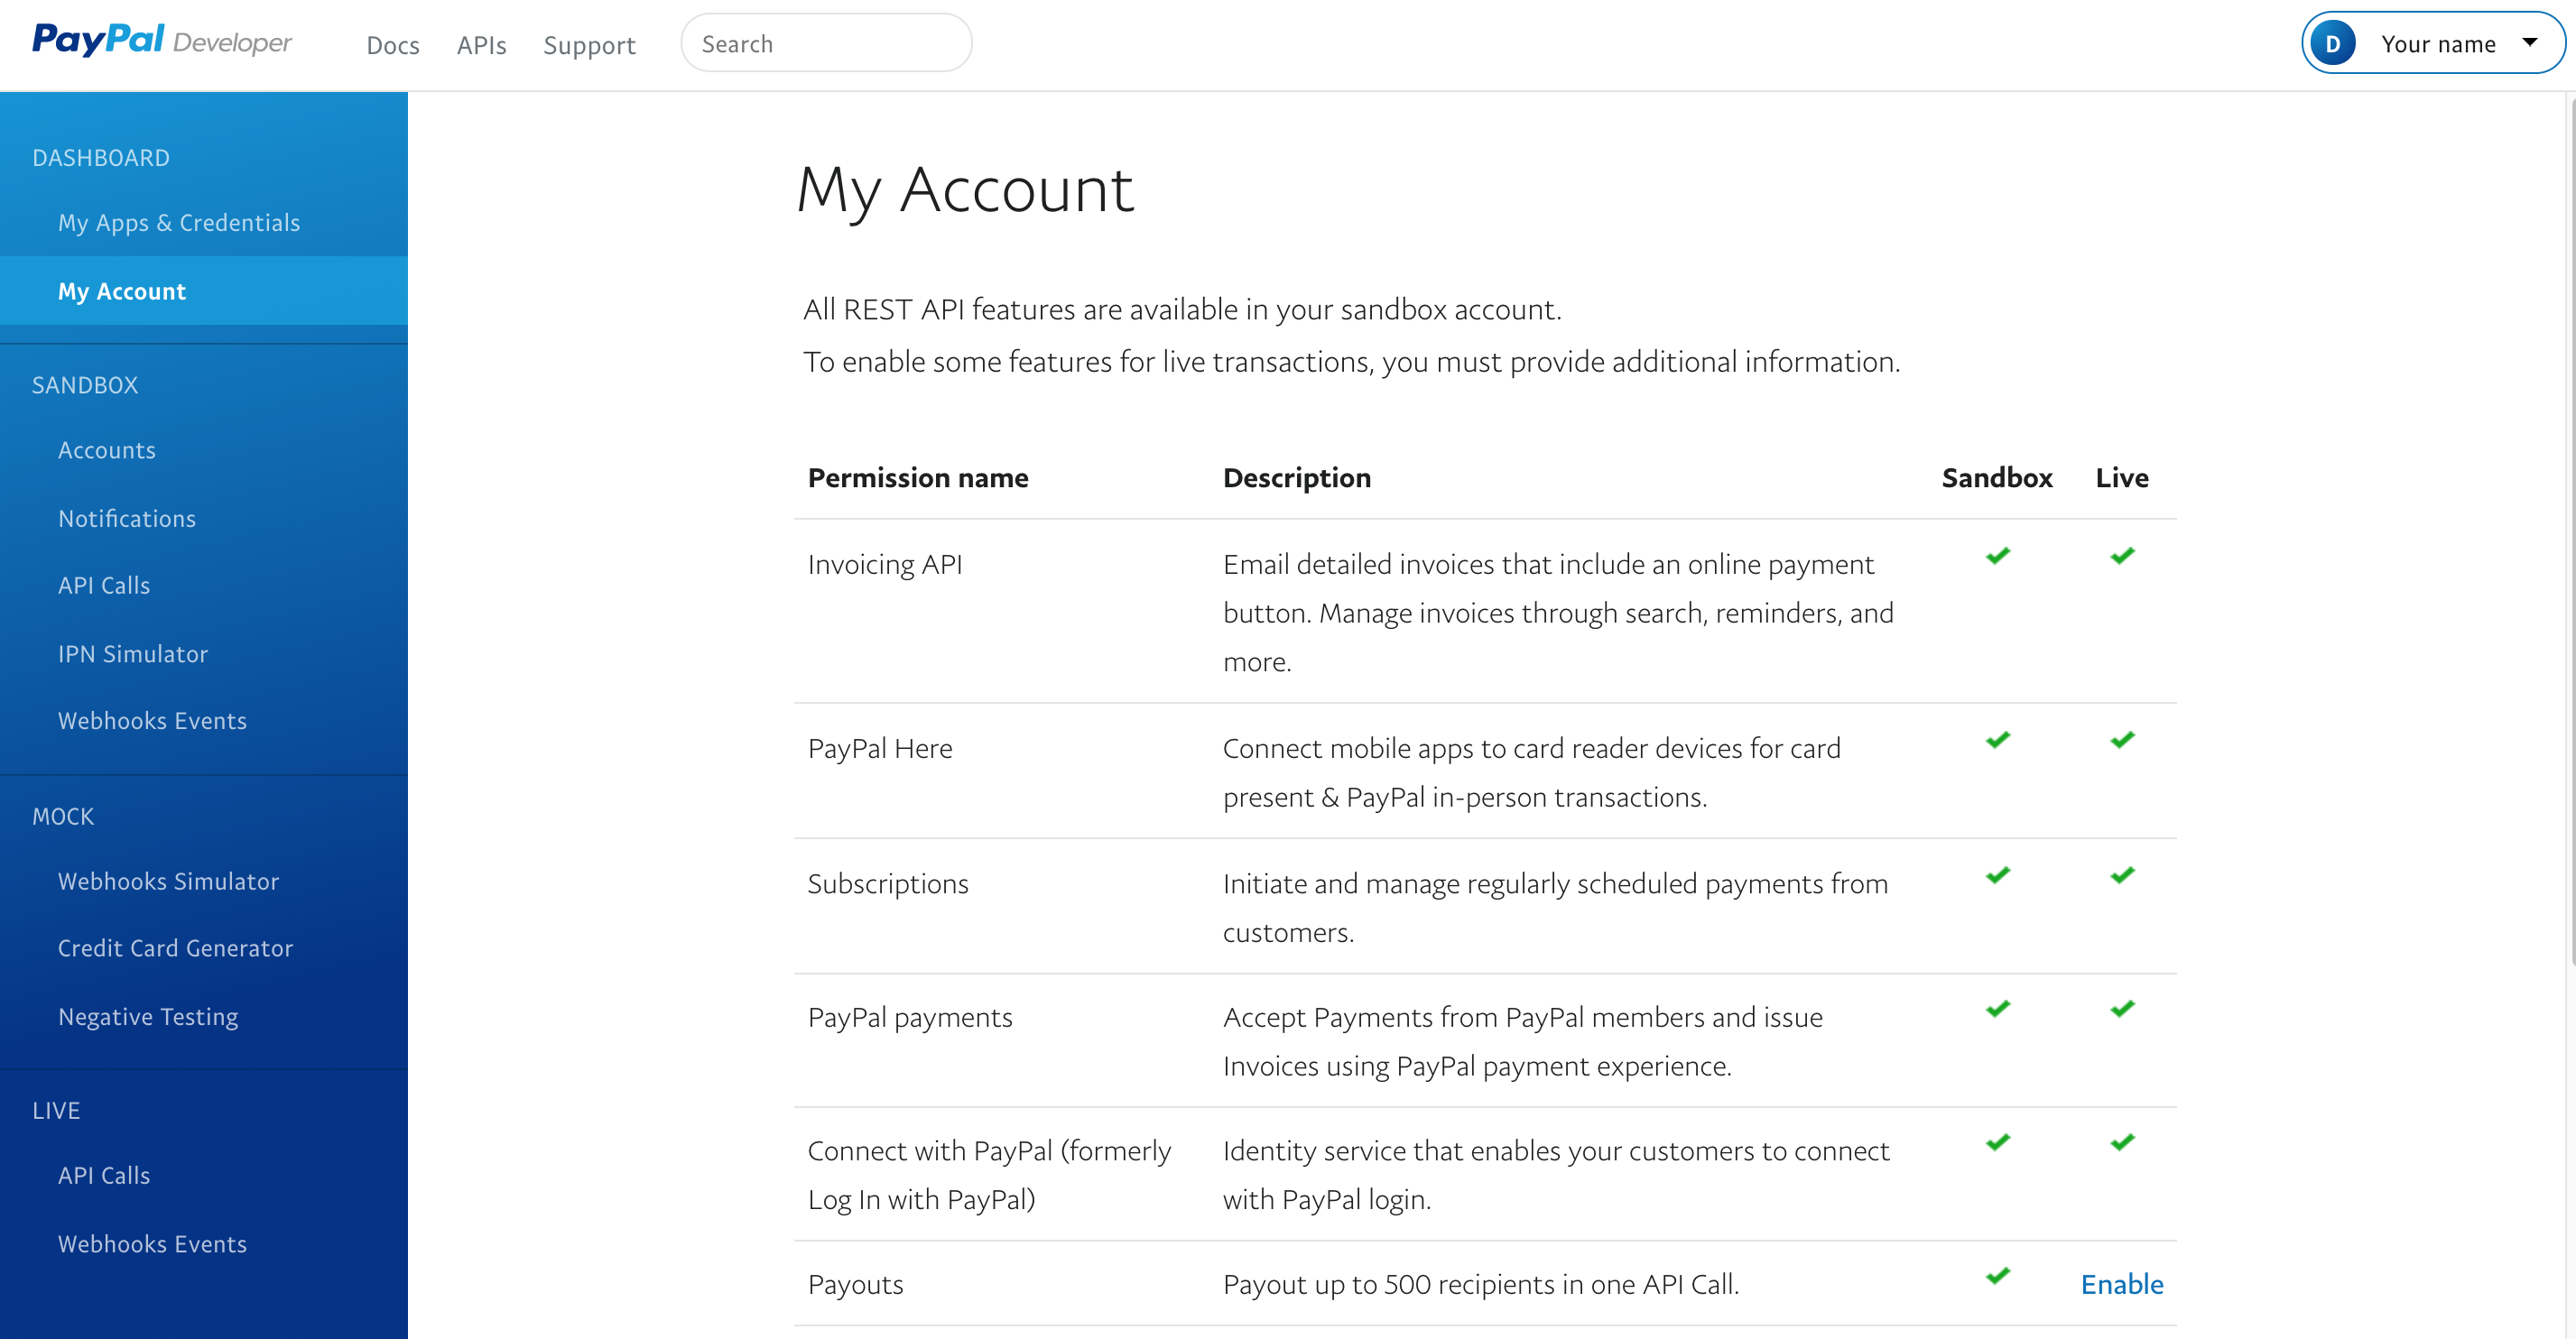 PayPal Developer
Docs
APIs
Support
Search
D
Your name
DASHBOARD
My Apps & Credentials
My Account
SANDBOX
Accounts
Notifications
API Calls
IPN Simulator
Webhooks Events
MOCK
Webhooks Simulator
Credit Card Generator
Negative Testing
LIVE
API Calls
Webhooks Events
My Account
All REST API features are available in your sandbox account.
To enable some features for live transactions, you must provide additional information.
Permission name
Description
Sandbox
Live
Invoicing API
Email detailed invoices that include an online payment
button. Manage invoices through search, reminders, and
more.
PayPal Here
Connect mobile apps to card reader devices for card
present & PayPal in-person transactions.
Subscriptions
Initiate and manage regularly scheduled payments from
customers.
PayPal payments
Accept Payments from PayPal members and issue
Invoices using PayPal payment experience.
Connect with PayPal (formerly
Log In with PayPal)
Identity service that enables your customers to connect
with PayPal login.
Payouts
Payout up to 500 recipients in one API Call.
Enable